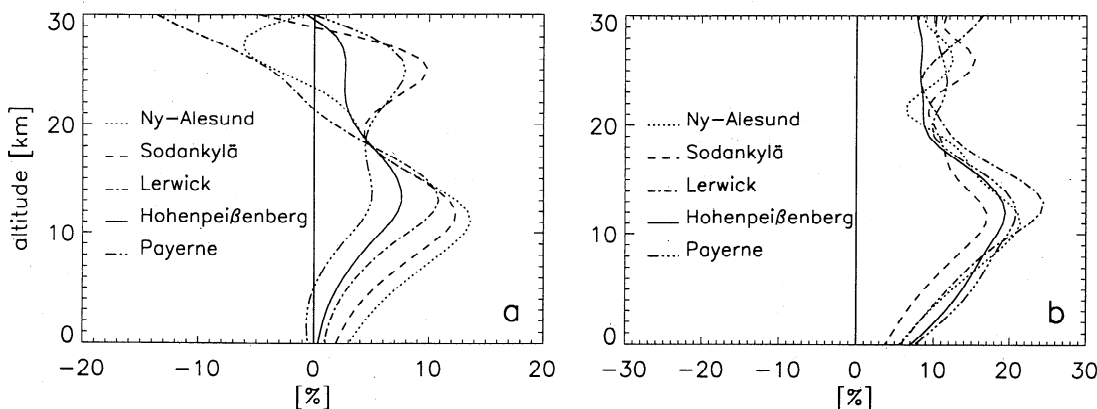 30
20
10
0
altitude [km]
Ny-Alesund
Sodankylä
Lerwick
Hohenpeißenberg
Payerne
a
-20
-10
0
10
20
[%]
30
20
10
0
Ny-Alesund
Sodankylä
Lerwick
Hohenpeißenberg
Payerne
b
-30
-20
-10
0
10
20
30
[%]